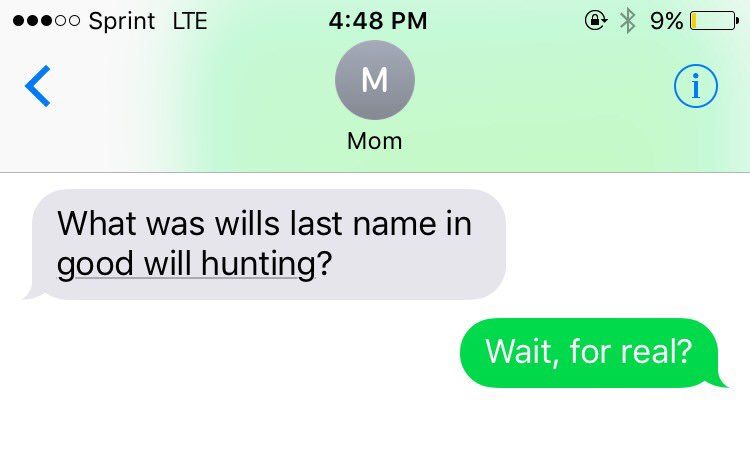 Sprint LTE 4:48 PM 9%
M
i
Mom
What was wills last name in
good will hunting?
Wait, for real?